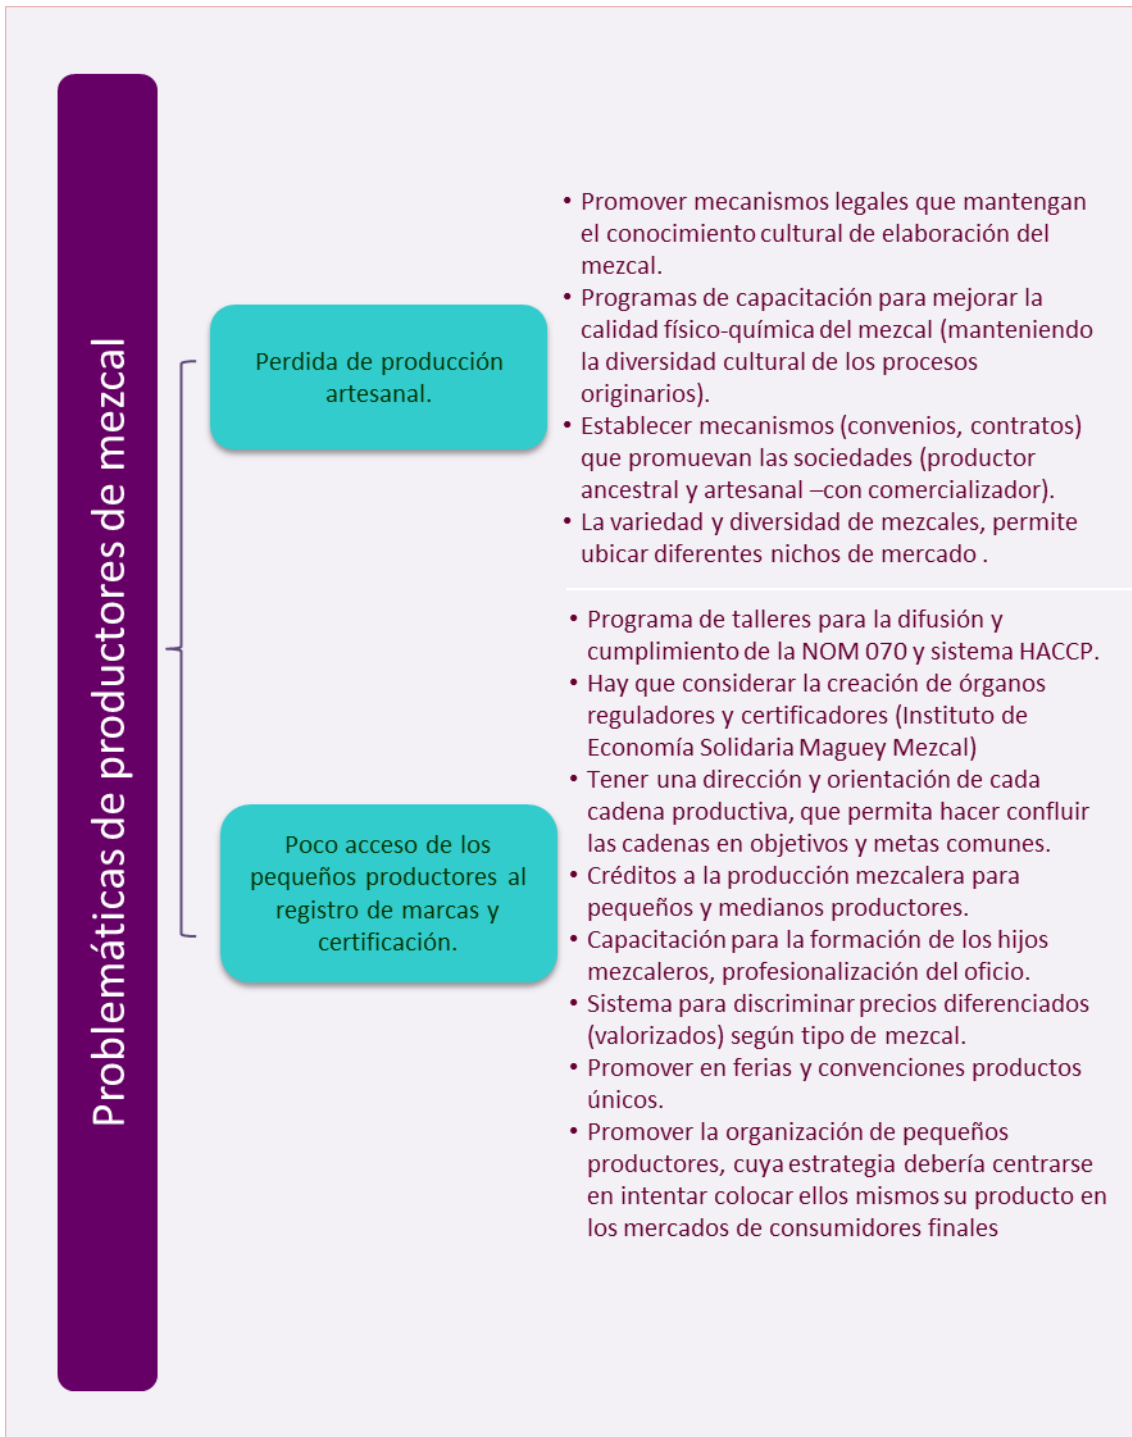 Problemáticas de productores de mezcal
Perdida de producción
artesanal.
• Promover mecanismos legales que mantengan
el conocimiento cultural de elaboración del
mezcal.
• Programas de capacitación para mejorar la
calidad físico-química del mezcal (manteniendo
la diversidad cultural de los procesos
originarios).
• Establecer mecanismos (convenios, contratos)
que promuevan las sociedades (productor
ancestral y artesanal –con comercializador).
• La variedad y diversidad de mezcales, permite
ubicar diferentes nichos de mercado .
Poco acceso de los
pequeños productores al
registro de marcas y
certificación.
• Programa de talleres para la difusión y
cumplimiento de la NOM 070 y sistema HACCP.
• Hay que considerar la creación de órganos
reguladores y certificadores (Instituto de
Economía Solidaria Maguey Mezcal)
• Tener una dirección y orientación de cada
cadena productiva, que permita hacer confluir
las cadenas en objetivos y metas comunes.
• Créditos a la producción mezcalera para
pequeños y medianos productores.
• Capacitación para la formación de los hijos
mezcaleros, profesionalización del oficio.
• Sistema para discriminar precios diferenciados
(valorizados) según tipo de mezcal.
• Promover en ferias y convenciones productos
únicos.
• Promover la organización de pequeños
productores, cuya estrategia debería centrarse
en intentar colocar ellos mismos su producto en
los mercados de consumidores finales